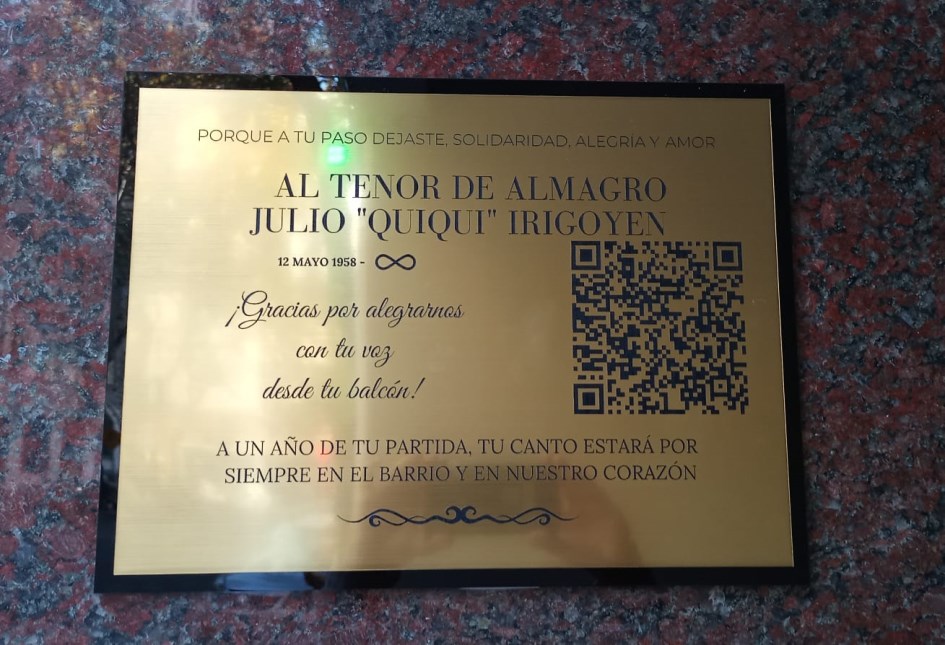 PORQUE A TU PASO DEJASTE, SOLIDARIDAD, ALEGRÍA Y AMOR
AL TENOR DE ALMAGRO
JULIO "QUIQUI" IRIGOYEN
12 MAYO 1958 - ∞
¡Gracias por alegrarnos
con tu voz
desde tu balcón!
A UN AÑO DE TU PARTIDA, TU CANTO ESTARÁ POR
SIEMPRE EN EL BARRIO Y EN NUESTRO CORAZÓN